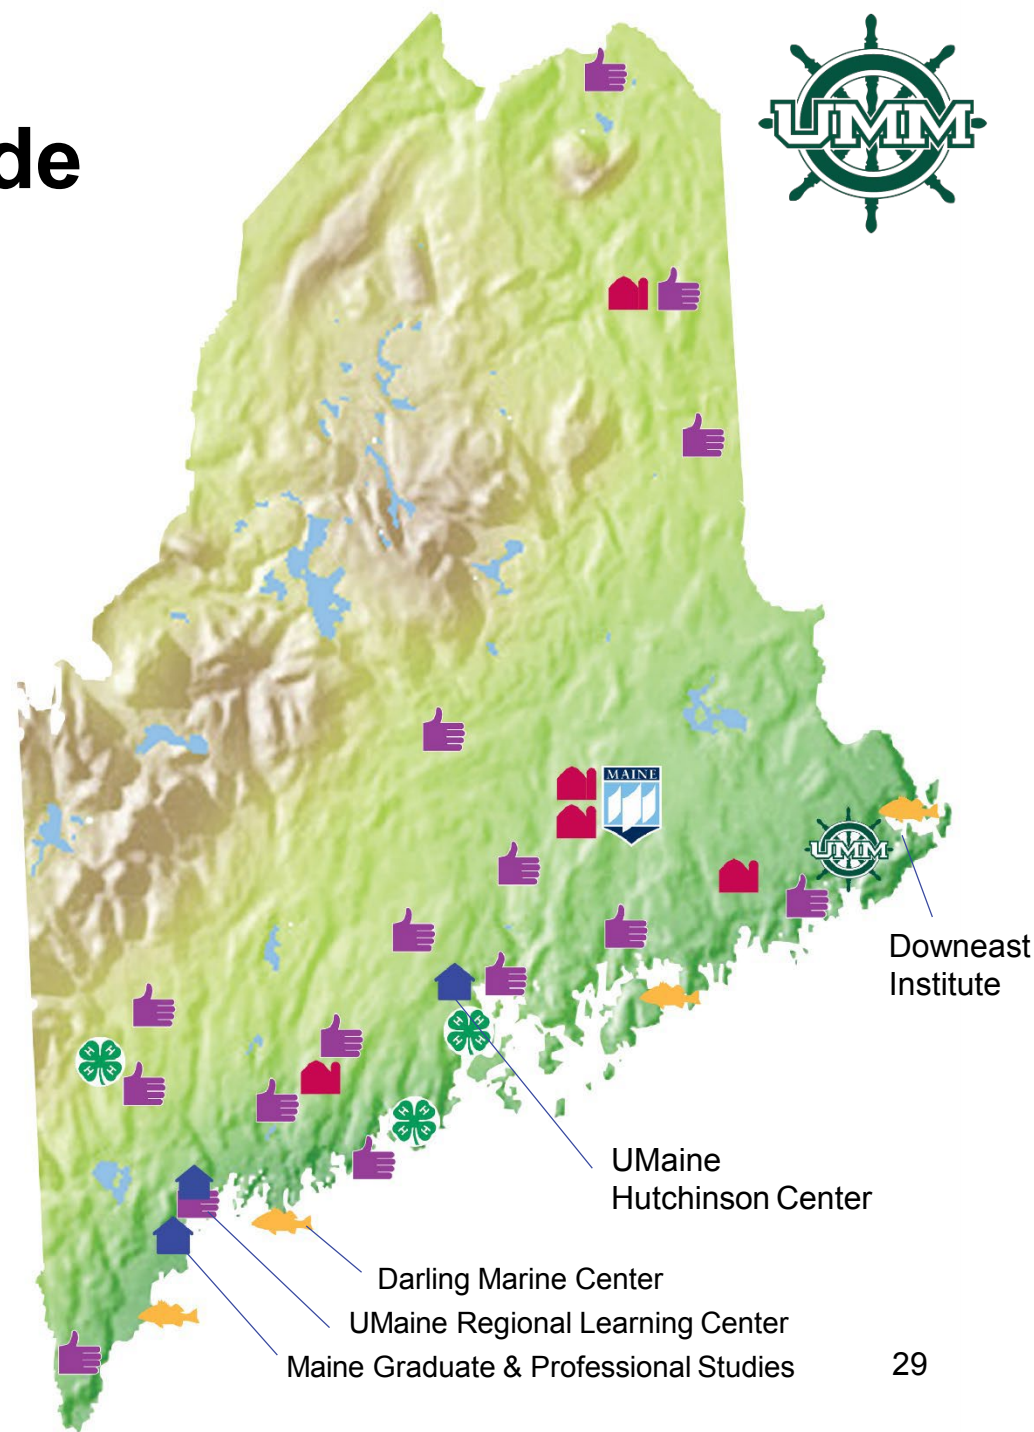 de
UMM
MAINE
UMM
Downeast
Institute
UMaine
Hutchinson Center
Darling Marine Center
UMaine Regional Learning Center
Maine Graduate & Professional Studies
29